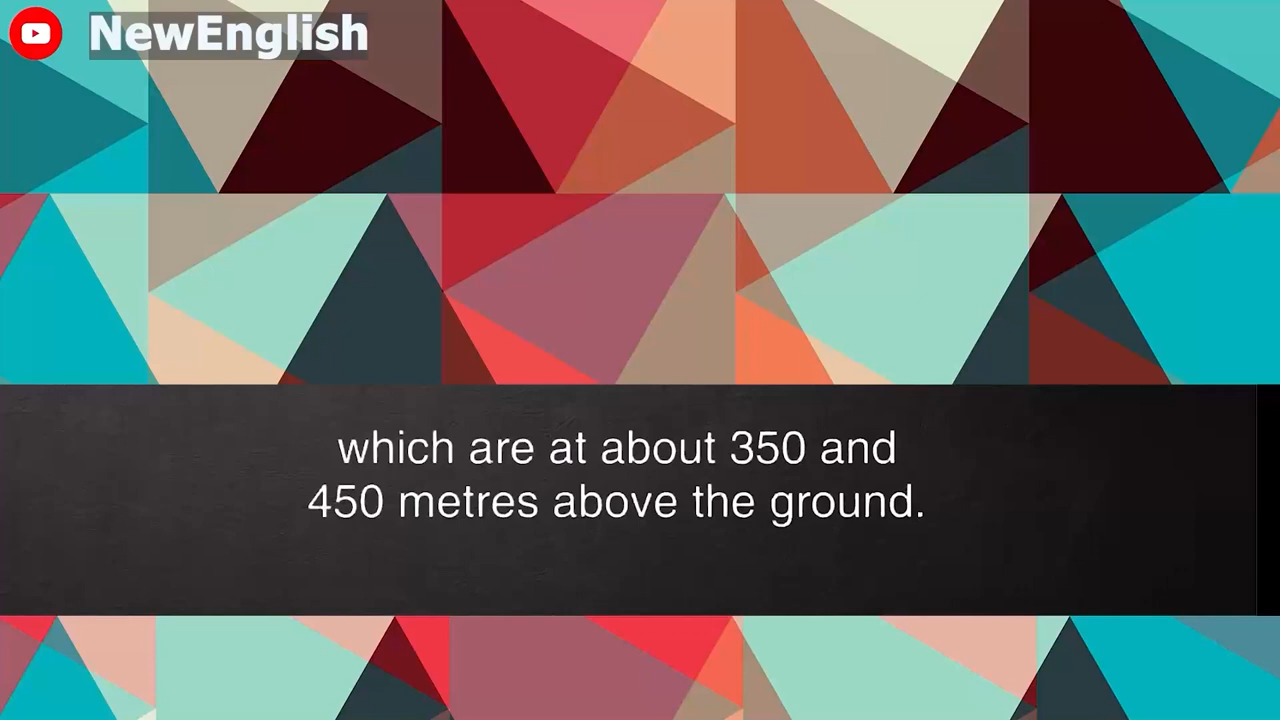 NewEnglish
which are at about 350 and
450 metres above the ground.